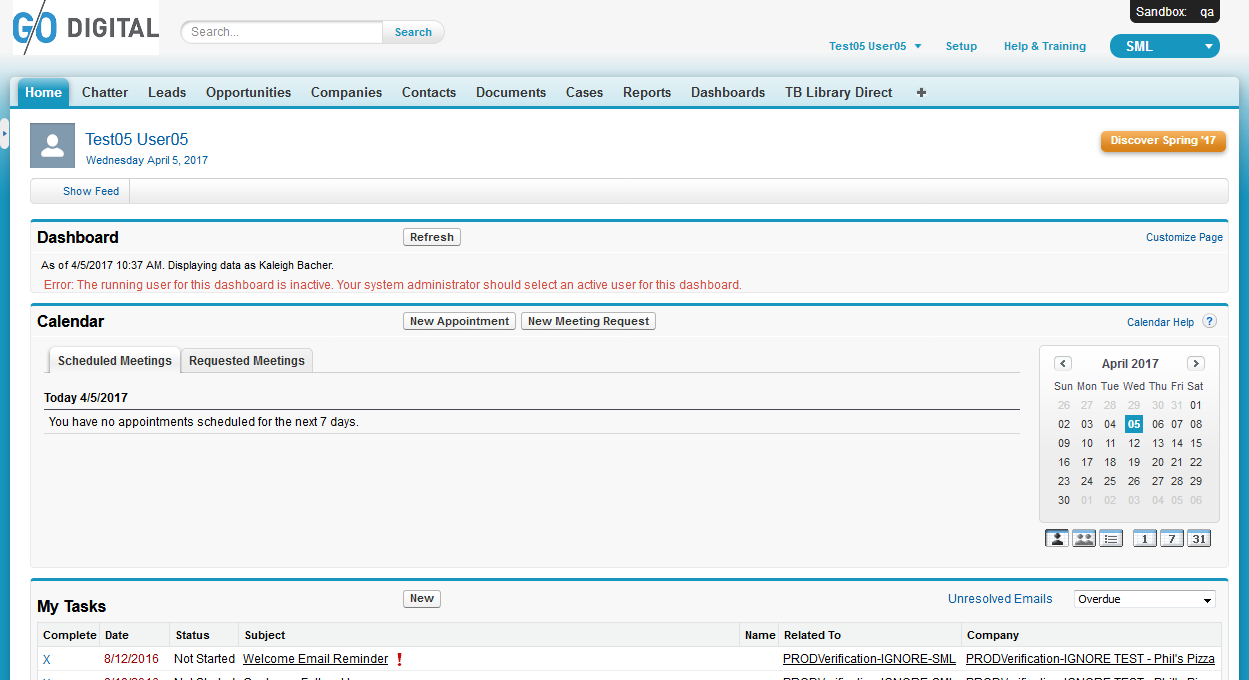 GO DIGITAL
Search... Search
Sandbox: qa
Test05 User05 Setup Help & Training SML
Home Chatter Leads Opportunities Companies Contacts Documents Cases Reports Dashboards TB Library Direct +
Test05 User05
Wednesday April 5, 2017
Discover Spring '17
Show Feed
Dashboard Refresh Customize Page
As of 4/5/2017 10:37 AM. Displaying data as Kaleigh Bacher.
Error: The running user for this dashboard is inactive. Your system administrator should select an active user for this dashboard.
Calendar New Appointment New Meeting Request Calendar Help ?
Scheduled Meetings Requested Meetings
Today 4/5/2017
You have no appointments scheduled for the next 7 days.
< April 2017 >
Sun Mon Tue Wed Thu Fri Sat
26 27 28 29 30 31 01
02 03 04 05 06 07 08
09 10 11 12 13 14 15
16 17 18 19 20 21 22
23 24 25 26 27 28 29
30 01 02 03 04 05 06
1 7 31
My Tasks New Unresolved Emails Overdue
Complete Date Status Subject Name Related To Company
X 8/12/2016 Not Started Welcome Email Reminder ! PRODVerification-IGNORE-SML PRODVerification-IGNORE TEST - Phil's Pizza